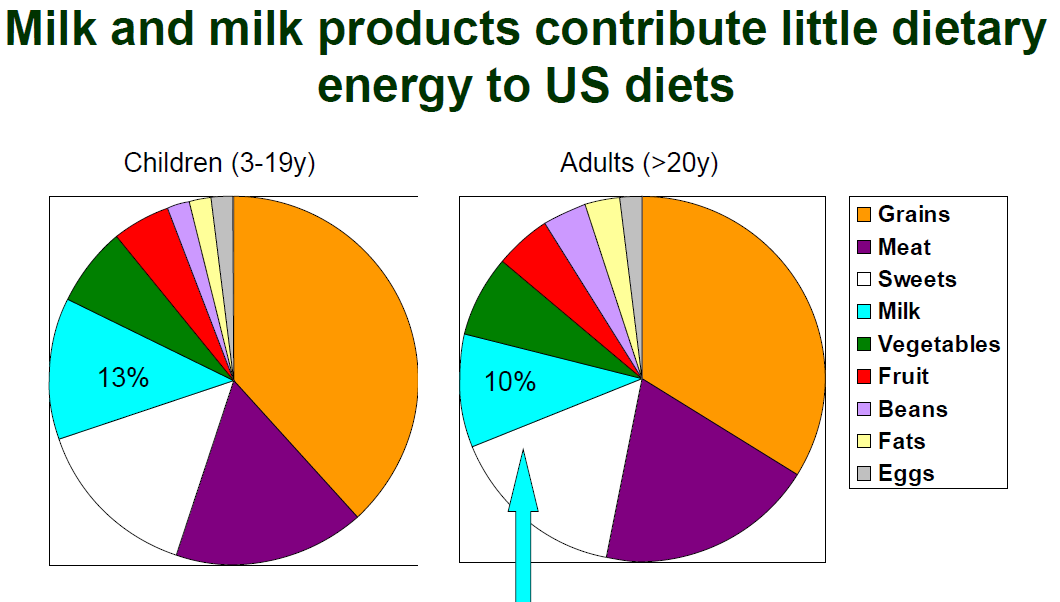 Milk and milk products contribute little dietary
energy to US diets
Children (3-19y)
Adults (>20y)
13%
10%
Grains
Meat
Sweets
Milk
Vegetables
Fruit
Beans
Fats
Eggs